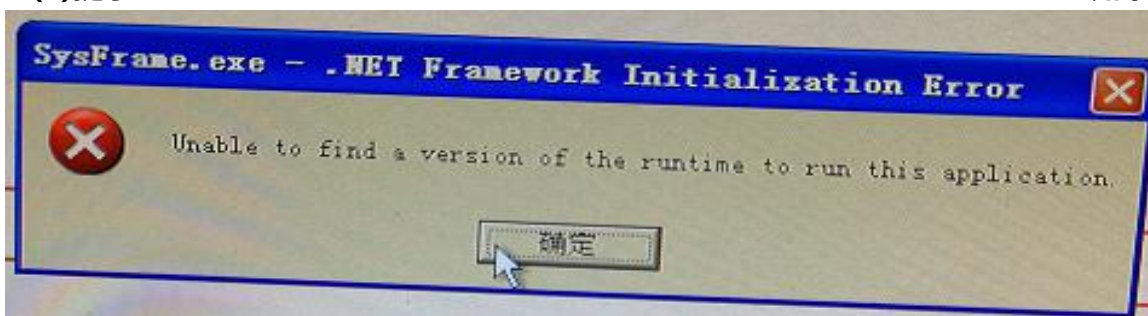 SysFrame.exe - .NET Framework Initialization Error
Unable to find a version of the runtime to run this application.
确定